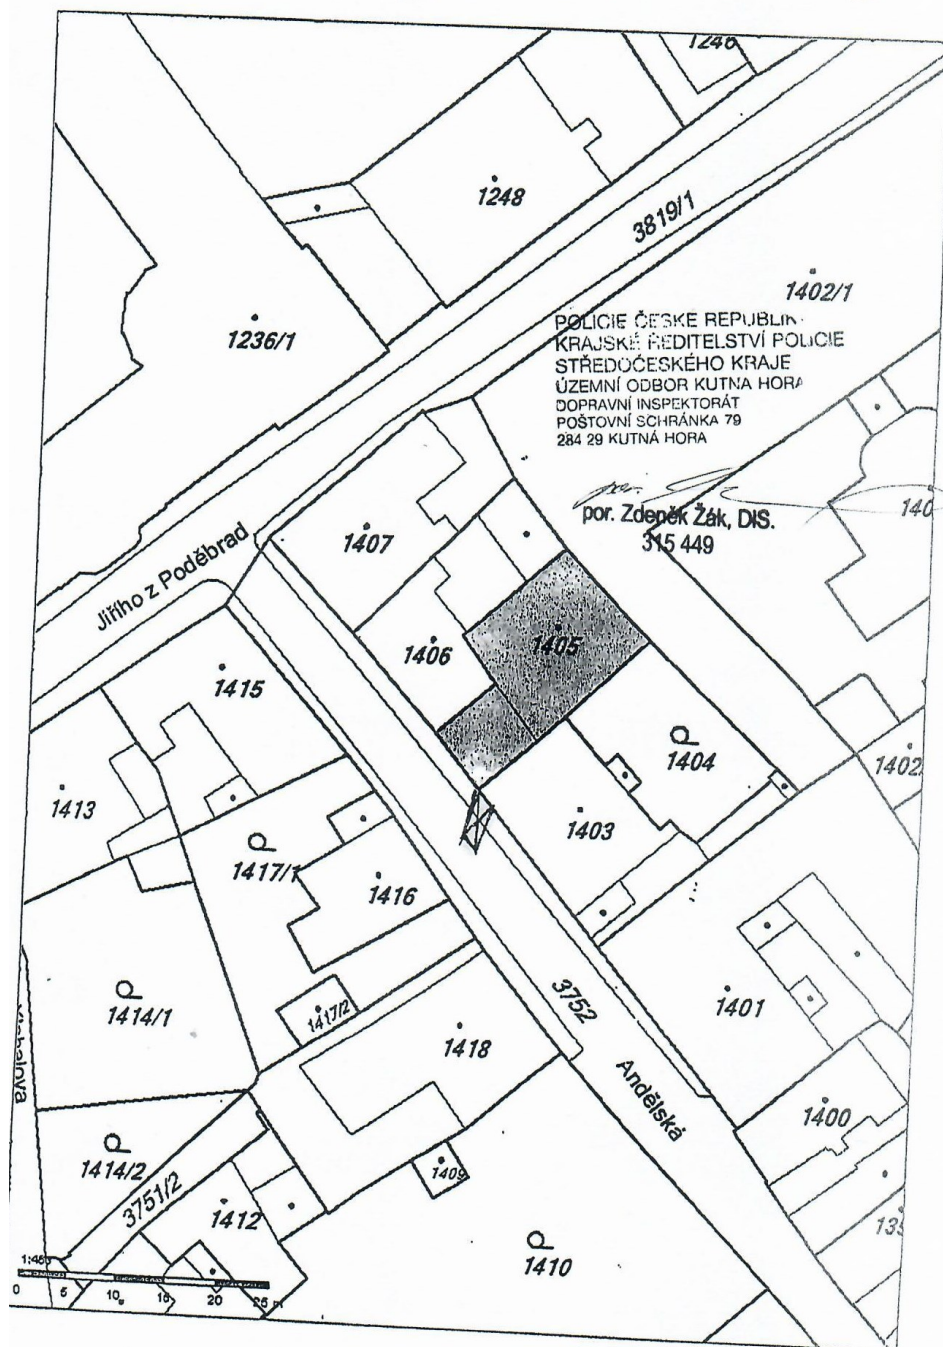 1248
3819/1
1402/1
1236/1
POLICIE ČESKÉ REPUBLIK
KRAJSKÉ ŘEDITELSTVÍ POLICIE
STŘEDOČESKÉHO KRAJE
ÚZEMNÍ ODBOR KUTNÁ HORA
DOPRAVNÍ INSPEKTORÁT
POŠTOVNÍ SCHRÁNKA 79
284 29 KUTNÁ HORA
por. Zdeněk Žák, DIS.
315 449
1407
Jiřího z Poděbrad
1405
1406
1415
1404
1402
1413
1403
1417/1
1416
1414/1
3752
1401
1417/2
1418
Andělská
1400
1414/2
1409
3751/2
1412
1410
0 5 10 15 20 25 m